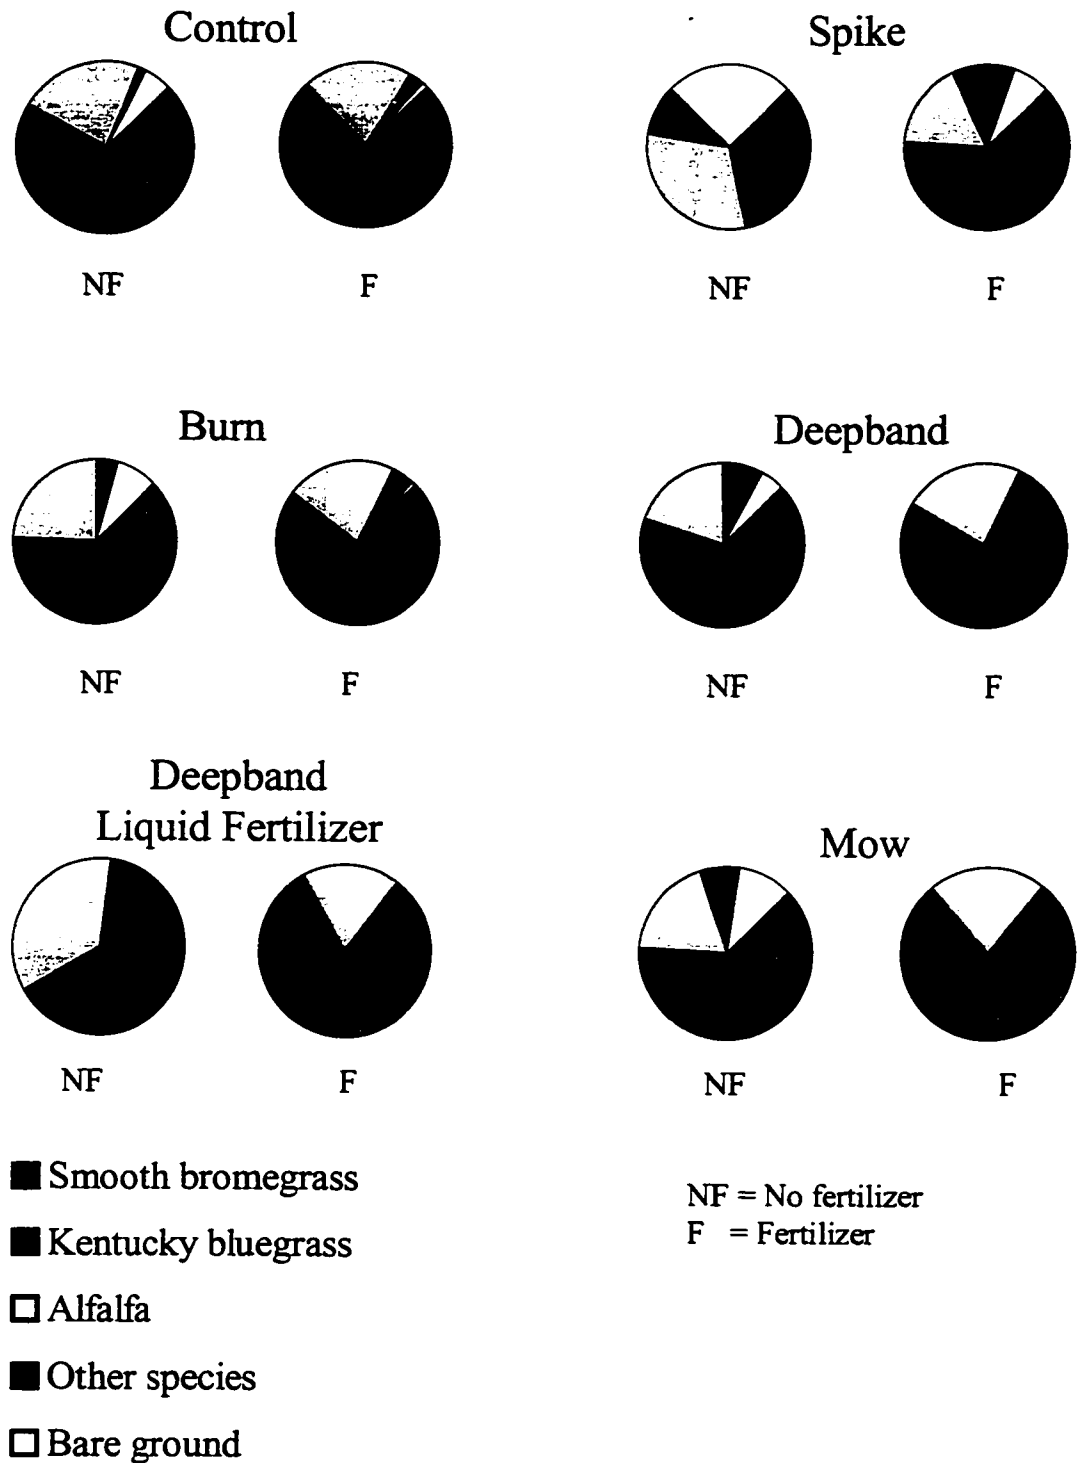 Control
Spike
NF
F
NF
F
Burn
Deepband
NF
F
NF
F
Deepband
Liquid Fertilizer
Mow
NF
F
NF
F
Smooth bromegrass
Kentucky bluegrass
Alfalfa
Other species
Bare ground
NF = No fertilizer
F = Fertilizer